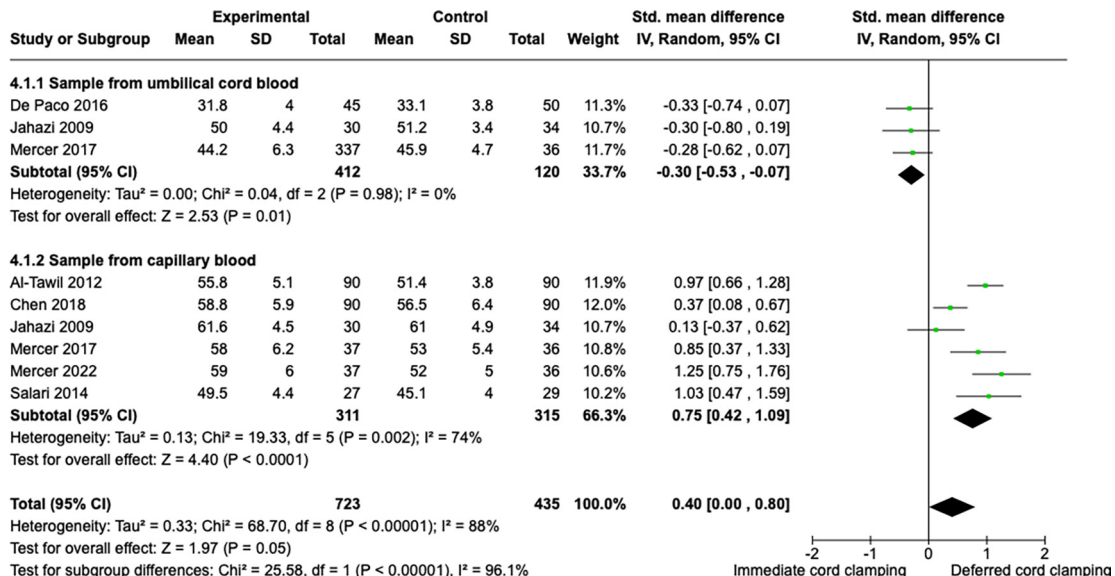 Experimental Control Std. mean difference Std. mean difference
Study or Subgroup Mean SD Total Mean SD Total Weight IV, Random, 95% CI IV, Random, 95% CI
4.1.1 Sample from umbilical cord blood
De Paco 2016 31.8 4 45 33.1 3.8 50 11.3% -0.33 [-0.74 , 0.07]
Jahazi 2009 50 4.4 30 51.2 3.4 34 10.7% -0.30 [-0.80 , 0.19]
Mercer 2017 44.2 6.3 337 45.9 4.7 36 11.7% -0.28 [-0.62 , 0.07]
Subtotal (95% CI) 412 120 33.7% -0.30 [-0.53 , -0.07]
Heterogeneity: Tau² = 0.00; Chi² = 0.04, df = 2 (P = 0.98); I² = 0%
Test for overall effect: Z = 2.53 (P = 0.01)
4.1.2 Sample from capillary blood
Al-Tawil 2012 55.8 5.1 90 51.4 3.8 90 11.9% 0.97 [0.66 , 1.28]
Chen 2018 58.8 5.9 90 56.5 6.4 90 12.0% 0.37 [0.08 , 0.67]
Jahazi 2009 61.6 4.5 30 61 4.9 34 10.7% 0.13 [-0.37 , 0.62]
Mercer 2017 58 6.2 37 53 5.4 36 10.8% 0.85 [0.37 , 1.33]
Mercer 2022 59 6 37 52 5 36 10.6% 1.25 [0.75 , 1.76]
Salari 2014 49.5 4.4 27 45.1 4 29 10.2% 1.03 [0.47 , 1.59]
Subtotal (95% CI) 311 315 66.3% 0.75 [0.42 , 1.09]
Heterogeneity: Tau² = 0.13; Chi² = 19.33, df = 5 (P = 0.002); I² = 74%
Test for overall effect: Z = 4.40 (P < 0.0001)
Total (95% CI) 723 435 100.0% 0.40 [0.00 , 0.80]
Heterogeneity: Tau² = 0.33; Chi² = 68.70, df = 8 (P < 0.00001); I² = 88%
Test for overall effect: Z = 1.97 (P = 0.05)
-2 -1 0 1 2
Test for subgroup differences: Chi² = 25.58, df = 1 (P < 0.00001), I² = 96.1% Immediate cord clamping Deferred cord clamping